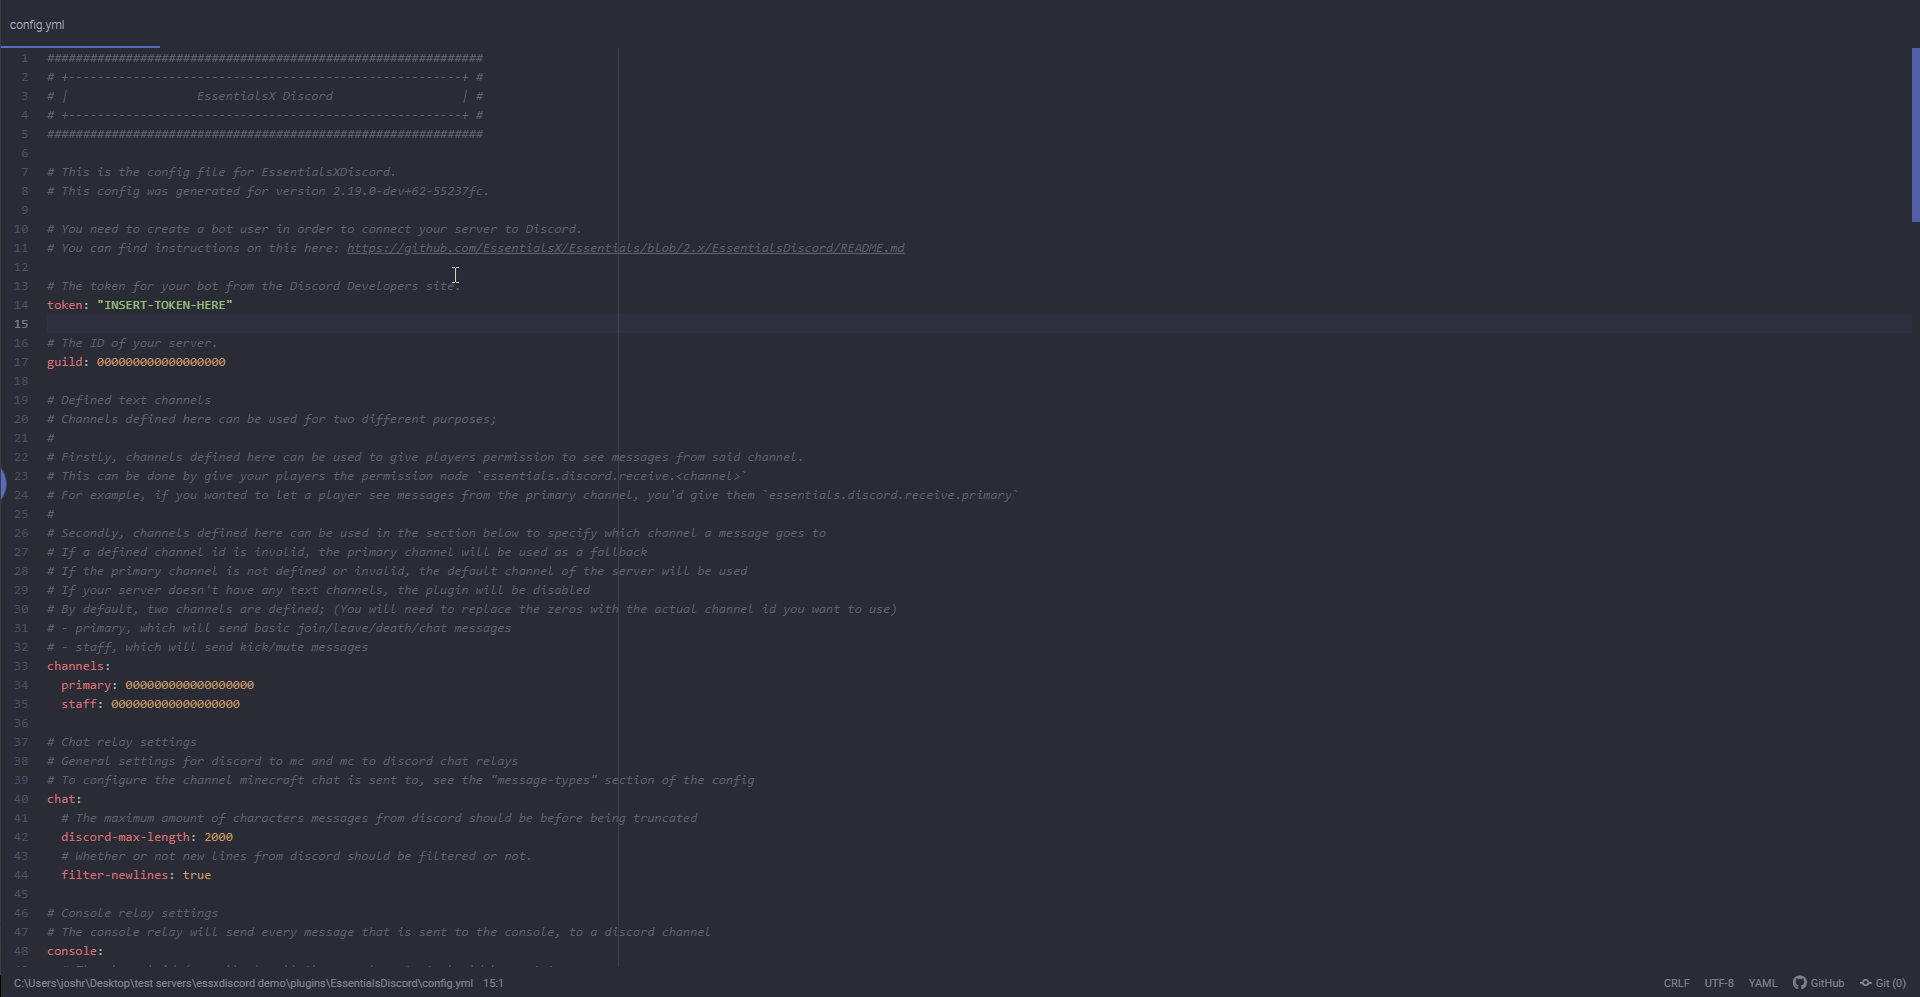 config.yml
1 #############################################################
2 # +-------------------------------------------------------+ #
3 # | EssentialsX Discord | #
4 # +-------------------------------------------------------+ #
5 #############################################################
6
7 # This is the config file for EssentialsXDiscord.
8 # This config was generated for version 2.19.0-dev+62-55237fc.
9
10 # You need to create a bot user in order to connect your server to Discord.
11 # You can find instructions on this here: https://github.com/EssentialsX/Essentials/blob/2.x/EssentialsDiscord/README.md
12
13 # The token for your bot from the Discord Developers site.
14 token: "INSERT-TOKEN-HERE"
15
16 # The ID of your server.
17 guild: 000000000000000000
18
19 # Defined text channels
20 # Channels defined here can be used for two different purposes;
21 #
22 # Firstly, channels defined here can be used to give players permission to see messages from said channel.
23 # This can be done by give your players the permission node `essentials.discord.receive.<channel>`
24 # For example, if you wanted to let a player see messages from the primary channel, you'd give them `essentials.discord.receive.primary`
25 #
26 # Secondly, channels defined here can be used in the section below to specify which channel a message goes to
27 # If a defined channel id is invalid, the primary channel will be used as a fallback
28 # If the primary channel is not defined or invalid, the default channel of the server will be used
29 # If your server doesn't have any text channels, the plugin will be disabled
30 # By default, two channels are defined; (You will need to replace the zeros with the actual channel id you want to use)
31 # - primary, which will send basic join/leave/death/chat messages
32 # - staff, which will send kick/mute messages
33 channels:
34 primary: 000000000000000000
35 staff: 000000000000000000
36
37 # Chat relay settings
38 # General settings for discord to mc and mc to discord chat relays
39 # To configure the channel minecraft chat is sent to, see the "message-types" section of the config
40 chat:
41 # The maximum amount of characters messages from discord should be before being truncated
42 discord-max-length: 2000
43 # Whether or not new lines from discord should be filtered or not.
44 filter-newlines: true
45
46 # Console relay settings
47 # The console relay will send every message that is sent to the console, to a discord channel
48 console:
C:\Users\joshr\Desktop\test servers\essxdiscord demo\plugins\EssentialsDiscord\config.yml 15:1 CRLF UTF-8 YAML GitHub Git (0)